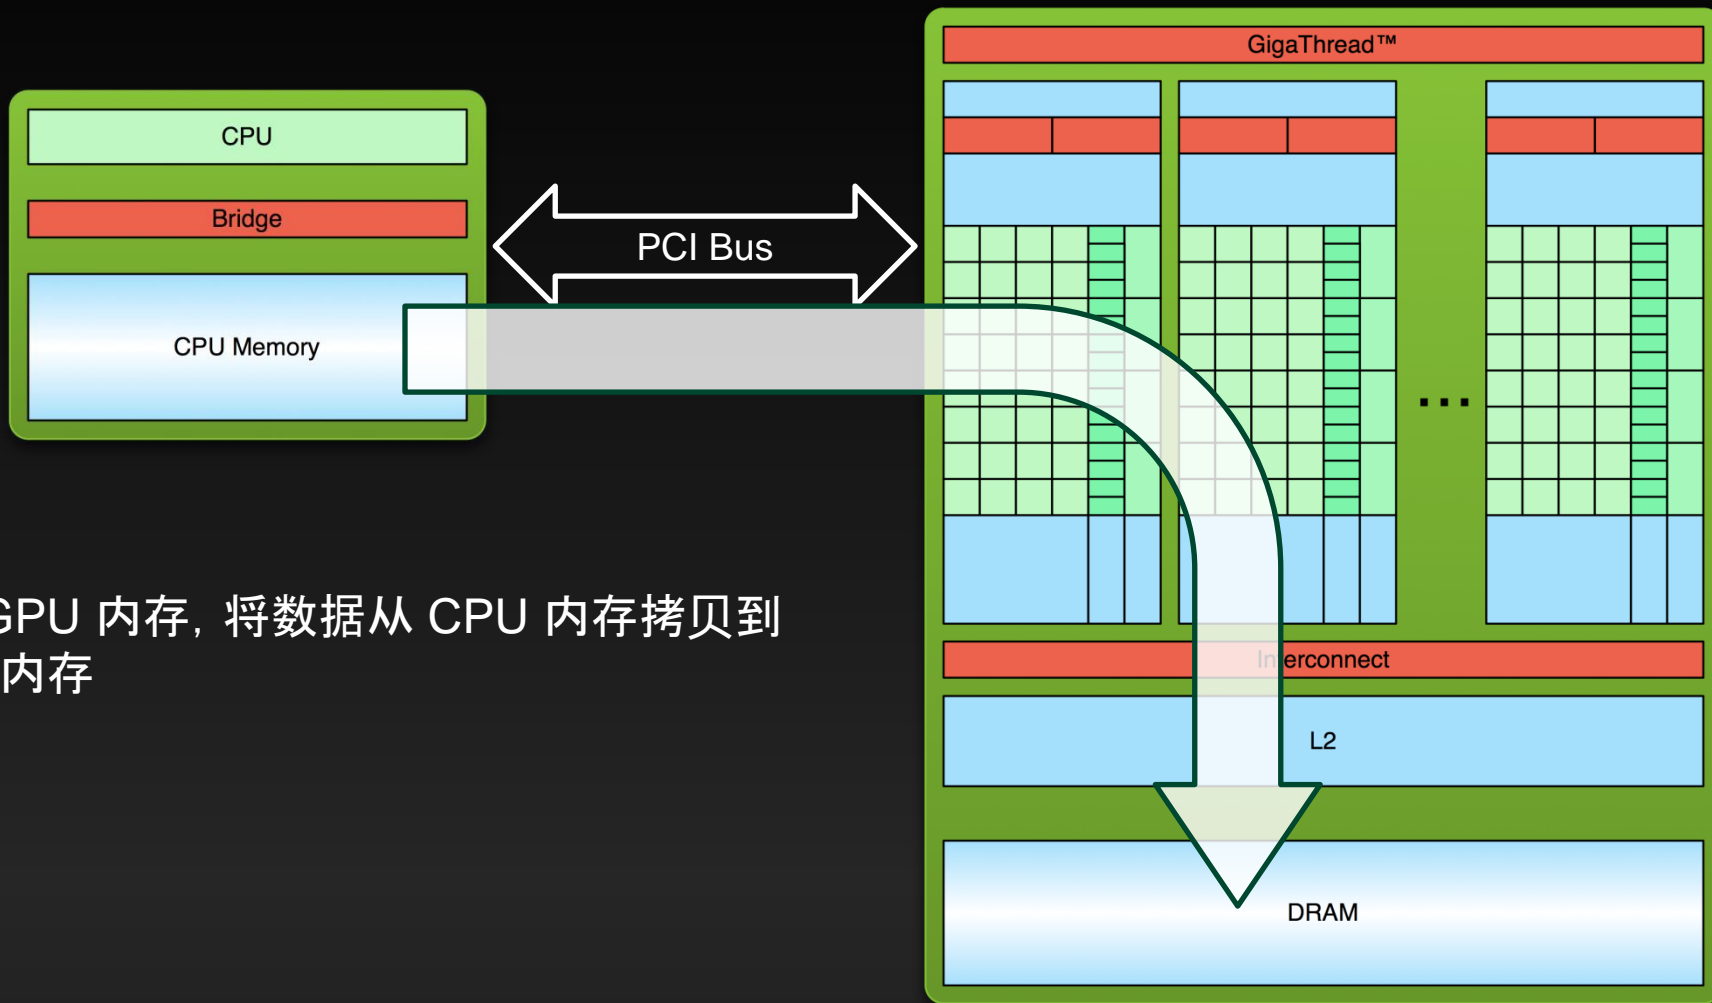 GigaThread™
CPU
Bridge
PCI Bus
CPU Memory
...
GPU 内存, 将数据从 CPU 内存拷贝到
内存
Interconnect
L2
DRAM